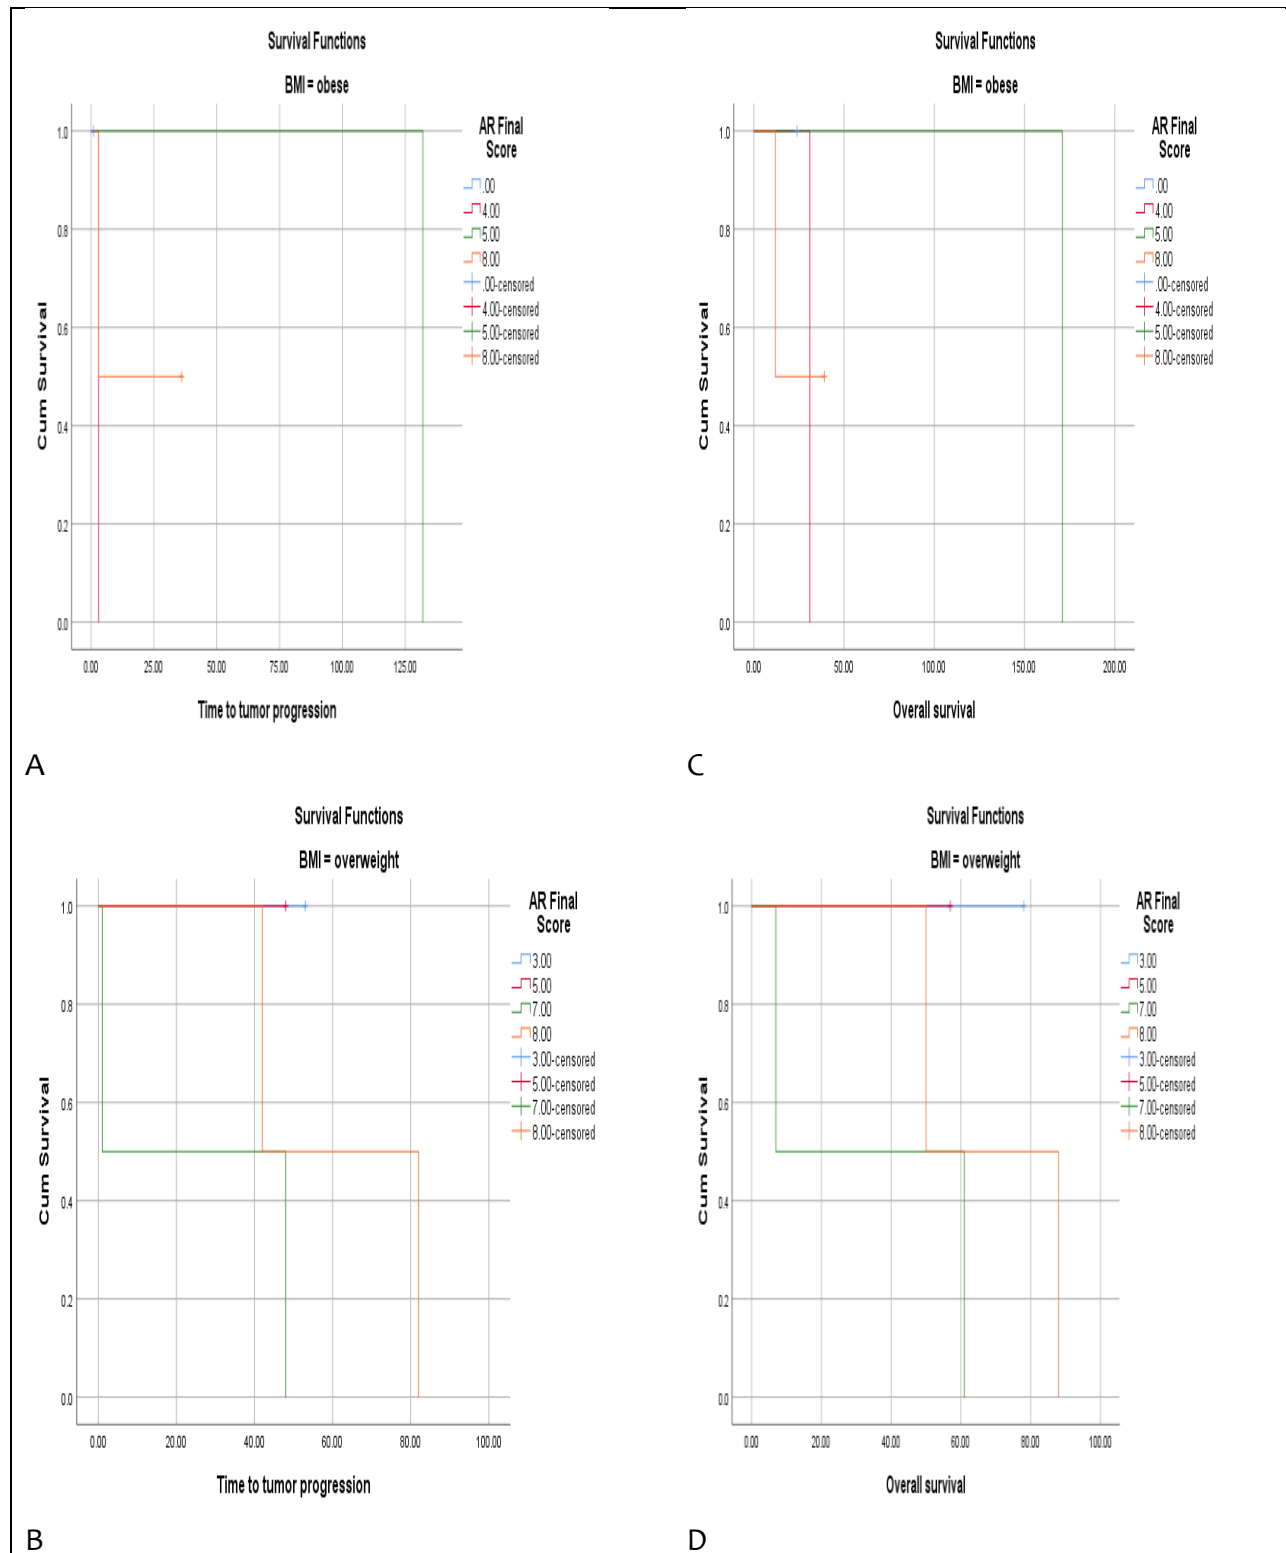 Survival Functions
BMI = obese
AR Final
Score
.00
4.00
5.00
8.00
.00-censored
4.00-censored
5.00-censored
8.00-censored
Cum Survival
1.0
0.8
0.6
0.4
0.2
0.0
0.00 25.00 50.00 75.00 100.00 125.00
Time to tumor progression
A
Survival Functions
BMI = obese
AR Final
Score
.00
4.00
5.00
8.00
.00-censored
4.00-censored
5.00-censored
8.00-censored
Cum Survival
1.0
0.8
0.6
0.4
0.2
0.0
0.00 50.00 100.00 150.00 200.00
Overall survival
C
Survival Functions
BMI = overweight
AR Final
Score
3.00
5.00
7.00
8.00
3.00-censored
5.00-censored
7.00-censored
8.00-censored
Cum Survival
1.0
0.8
0.6
0.4
0.2
0.0
0.00 20.00 40.00 60.00 80.00 100.00
Time to tumor progression
B
Survival Functions
BMI = overweight
AR Final
Score
3.00
5.00
7.00
8.00
3.00-censored
5.00-censored
7.00-censored
8.00-censored
Cum Survival
1.0
0.8
0.6
0.4
0.2
0.0
0.00 20.00 40.00 60.00 80.00 100.00
Overall survival
D